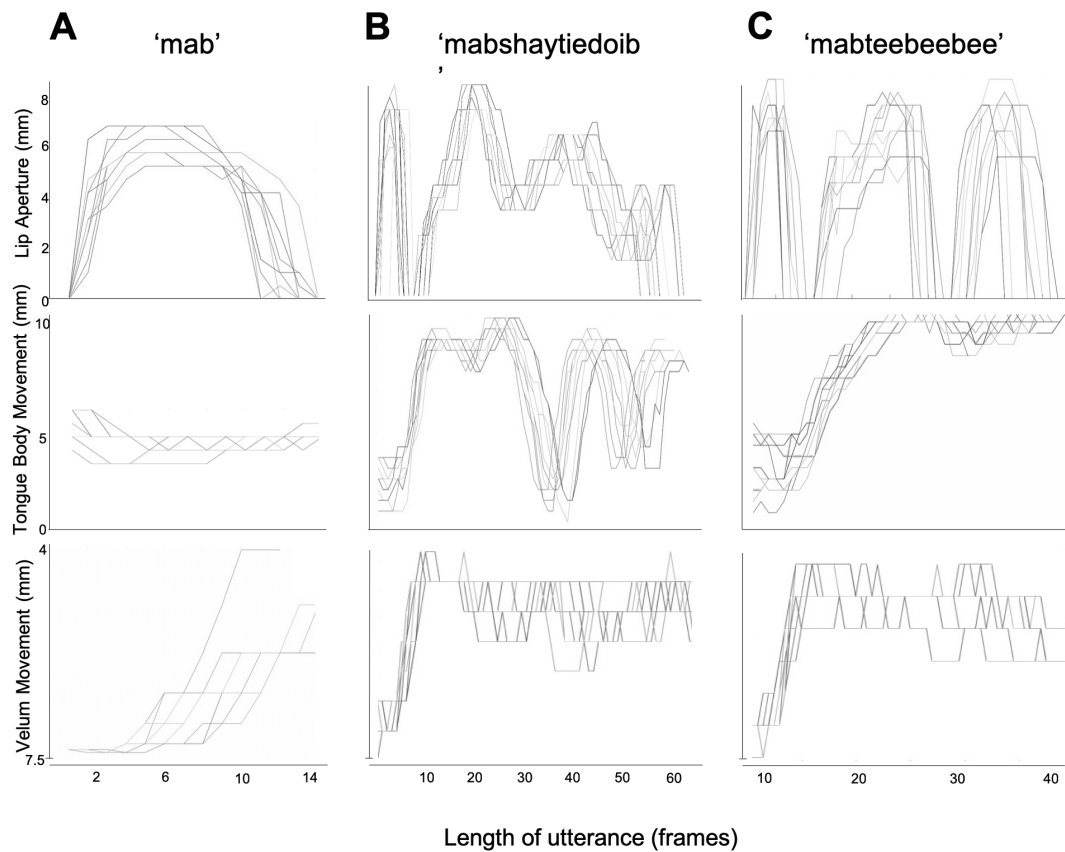 A
'mab'
B
'mabshaytiedoib
'
C
'mabteebeebee'
Lip Aperture (mm)
8
6
4
2
0
Tongue Body Movement (mm)
10
5
0
Velum Movement (mm)
4
7.5
2 6 10 14
10 20 30 40 50 60
10 20 30 40
Length of utterance (frames)